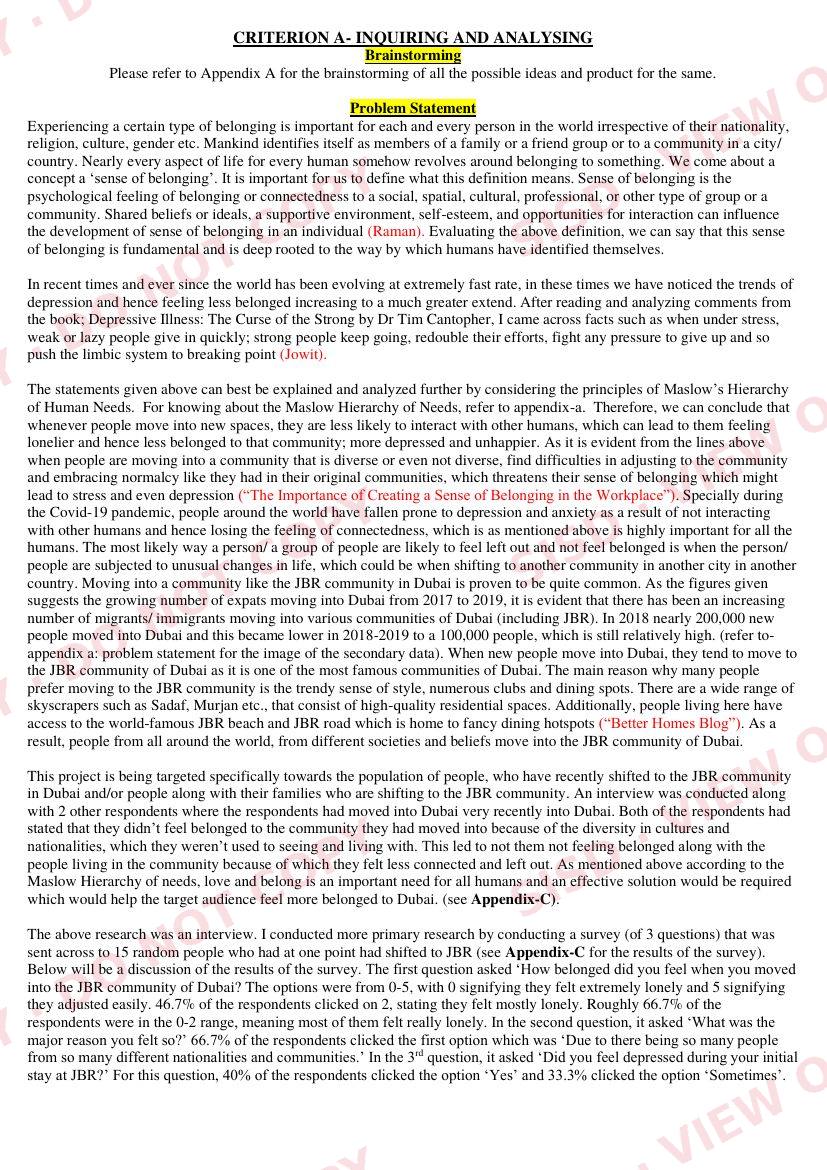 CRITERION A- INQUIRING AND ANALYSING
Brainstorming
Please refer to Appendix A for the brainstorming of all the possible ideas and product for the same.
Problem Statement
Experiencing a certain type of belonging is important for each and every person in the world irrespective of their nationality,
religion, culture, gender etc. Mankind identifies itself as members of a family or a friend group or to a community in a city/
country. Nearly every aspect of life for every human somehow revolves around belonging to something. We come about a
concept a ‘sense of belonging’. It is important for us to define what this definition means. Sense of belonging is the
psychological feeling of belonging or connectedness to a social, spatial, cultural, professional, or other type of group or a
community. Shared beliefs or ideals, a supportive environment, self-esteem, and opportunities for interaction can influence
the development of sense of belonging in an individual (Raman). Evaluating the above definition, we can say that this sense
of belonging is fundamental and is deep rooted to the way by which humans have identified themselves.
In recent times and ever since the world has been evolving at extremely fast rate, in these times we have noticed the trends of
depression and hence feeling less belonged increasing to a much greater extend. After reading and analyzing comments from
the book; Depressive Illness: The Curse of the Strong by Dr Tim Cantopher, I came across facts such as when under stress,
weak or lazy people give in quickly; strong people keep going, redouble their efforts, fight any pressure to give up and so
push the limbic system to breaking point (Jowit).
The statements given above can best be explained and analyzed further by considering the principles of Maslow’s Hierarchy
of Human Needs. For knowing about the Maslow Hierarchy of Needs, refer to appendix-a. Therefore, we can conclude that
whenever people move into new spaces, they are less likely to interact with other humans, which can lead to them feeling
lonelier and hence less belonged to that community; more depressed and unhappier. As it is evident from the lines above
when people are moving into a community that is diverse or even not diverse, find difficulties in adjusting to the community
and embracing normalcy like they had in their original communities, which threatens their sense of belonging which might
lead to stress and even depression (“The Importance of Creating a Sense of Belonging in the Workplace”). Specially during
the Covid-19 pandemic, people around the world have fallen prone to depression and anxiety as a result of not interacting
with other humans and hence losing the feeling of connectedness, which is as mentioned above is highly important for all the
humans. The most likely way a person/ a group of people are likely to feel left out and not feel belonged is when the person/
people are subjected to unusual changes in life, which could be when shifting to another community in another city in another
country. Moving into a community like the JBR community in Dubai is proven to be quite common. As the figures given
suggests the growing number of expats moving into Dubai from 2017 to 2019, it is evident that there has been an increasing
number of migrants/ immigrants moving into various communities of Dubai (including JBR). In 2018 nearly 200,000 new
people moved into Dubai and this became lower in 2018-2019 to a 100,000 people, which is still relatively high. (refer to-
appendix a: problem statement for the image of the secondary data). When new people move into Dubai, they tend to move to
the JBR community of Dubai as it is one of the most famous communities of Dubai. The main reason why many people
prefer moving to the JBR community is the trendy sense of style, numerous clubs and dining spots. There are a wide range of
skyscrapers such as Sadaf, Murjan etc., that consist of high-quality residential spaces. Additionally, people living here have
access to the world-famous JBR beach and JBR road which is home to fancy dining hotspots (“Better Homes Blog”). As a
result, people from all around the world, from different societies and beliefs move into the JBR community of Dubai.
This project is being targeted specifically towards the population of people, who have recently shifted to the JBR community
in Dubai and/or people along with their families who are shifting to the JBR community. An interview was conducted along
with 2 other respondents where the respondents had moved into Dubai very recently into Dubai. Both of the respondents had
stated that they didn’t feel belonged to the community they had moved into because of the diversity in cultures and
nationalities, which they weren’t used to seeing and living with. This led to not them not feeling belonged along with the
people living in the community because of which they felt less connected and left out. As mentioned above according to the
Maslow Hierarchy of needs, love and belong is an important need for all humans and an effective solution would be required
which would help the target audience feel more belonged to Dubai. (see Appendix-C).
The above research was an interview. I conducted more primary research by conducting a survey (of 3 questions) that was
sent across to 15 random people who had at one point had shifted to JBR (see Appendix-C for the results of the survey).
Below will be a discussion of the results of the survey. The first question asked ‘How belonged did you feel when you moved
into the JBR community of Dubai? The options were from 0-5, with 0 signifying they felt extremely lonely and 5 signifying
they adjusted easily. 46.7% of the respondents clicked on 2, stating they felt mostly lonely. Roughly 66.7% of the
respondents were in the 0-2 range, meaning most of them felt really lonely. In the second question, it asked ‘What was the
major reason you felt so?’ 66.7% of the respondents clicked the first option which was ‘Due to there being so many people
from so many different nationalities and communities.’ In the 3rd question, it asked ‘Did you feel depressed during your initial
stay at JBR?’ For this question, 40% of the respondents clicked the option ‘Yes’ and 33.3% clicked the option ‘Sometimes’.